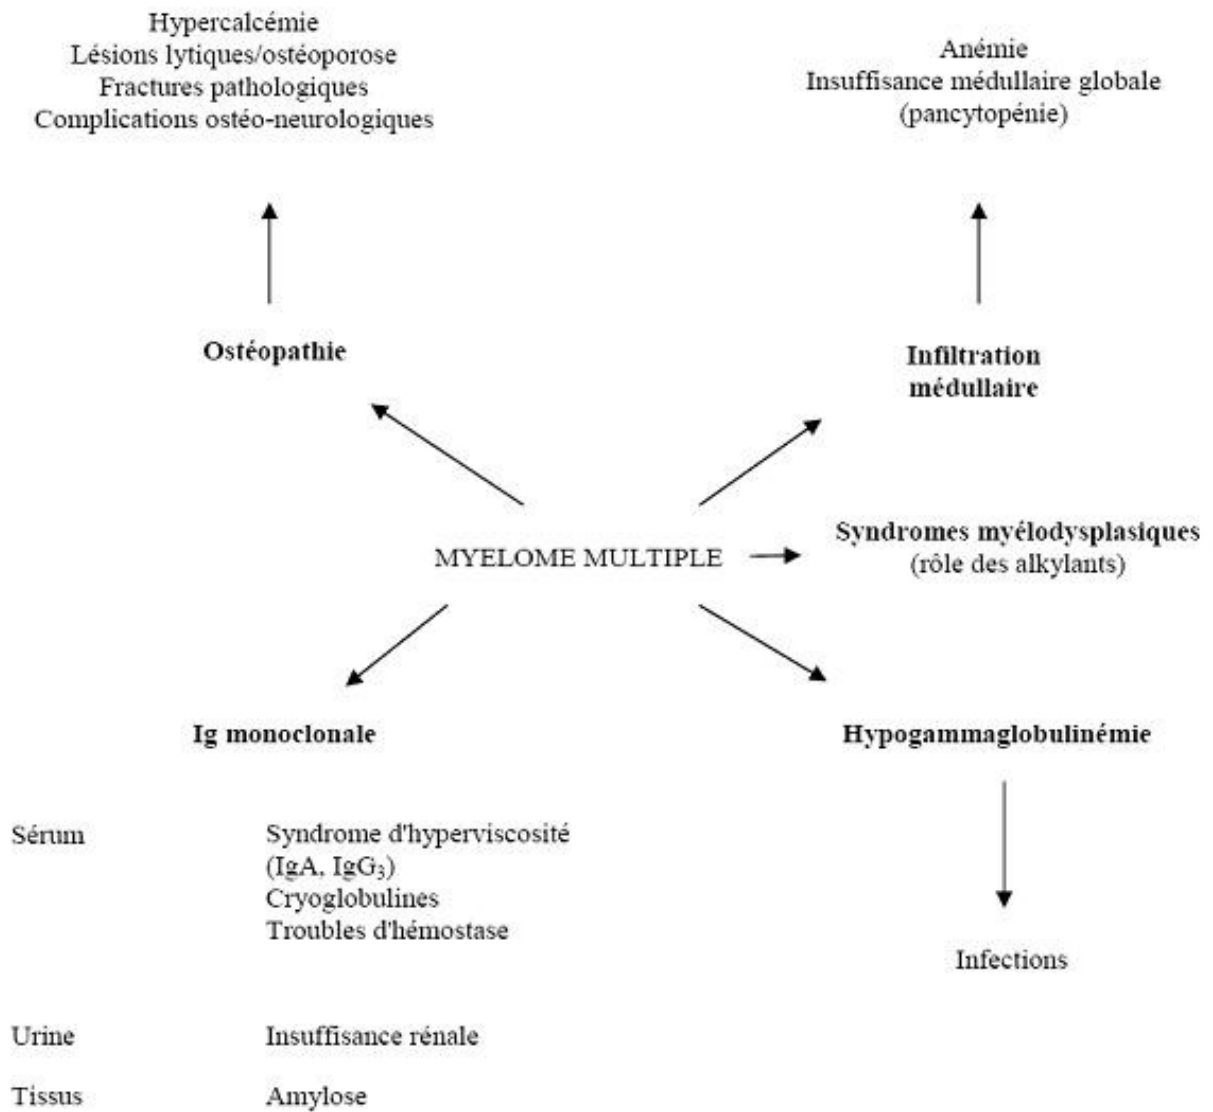 Hypercalcémie
Lésions lytiques/ostéoporose
Fractures pathologiques
Complications ostéo-neurologiques
Anémie
Insuffisance médullaire globale
(pancytopénie)
Ostéopathie
Infiltration
médullaire
Syndromes myélodysplasiques
(rôle des alkylants)
MYELOME MULTIPLE
Ig monoclonale
Hypogammaglobulinémie
Sérum Syndrome d'hyperviscosité
(IgA, IgG₃)
Cryoglobulines
Troubles d'hémostase
Infections
Urine Insuffisance rénale
Tissus Amylose